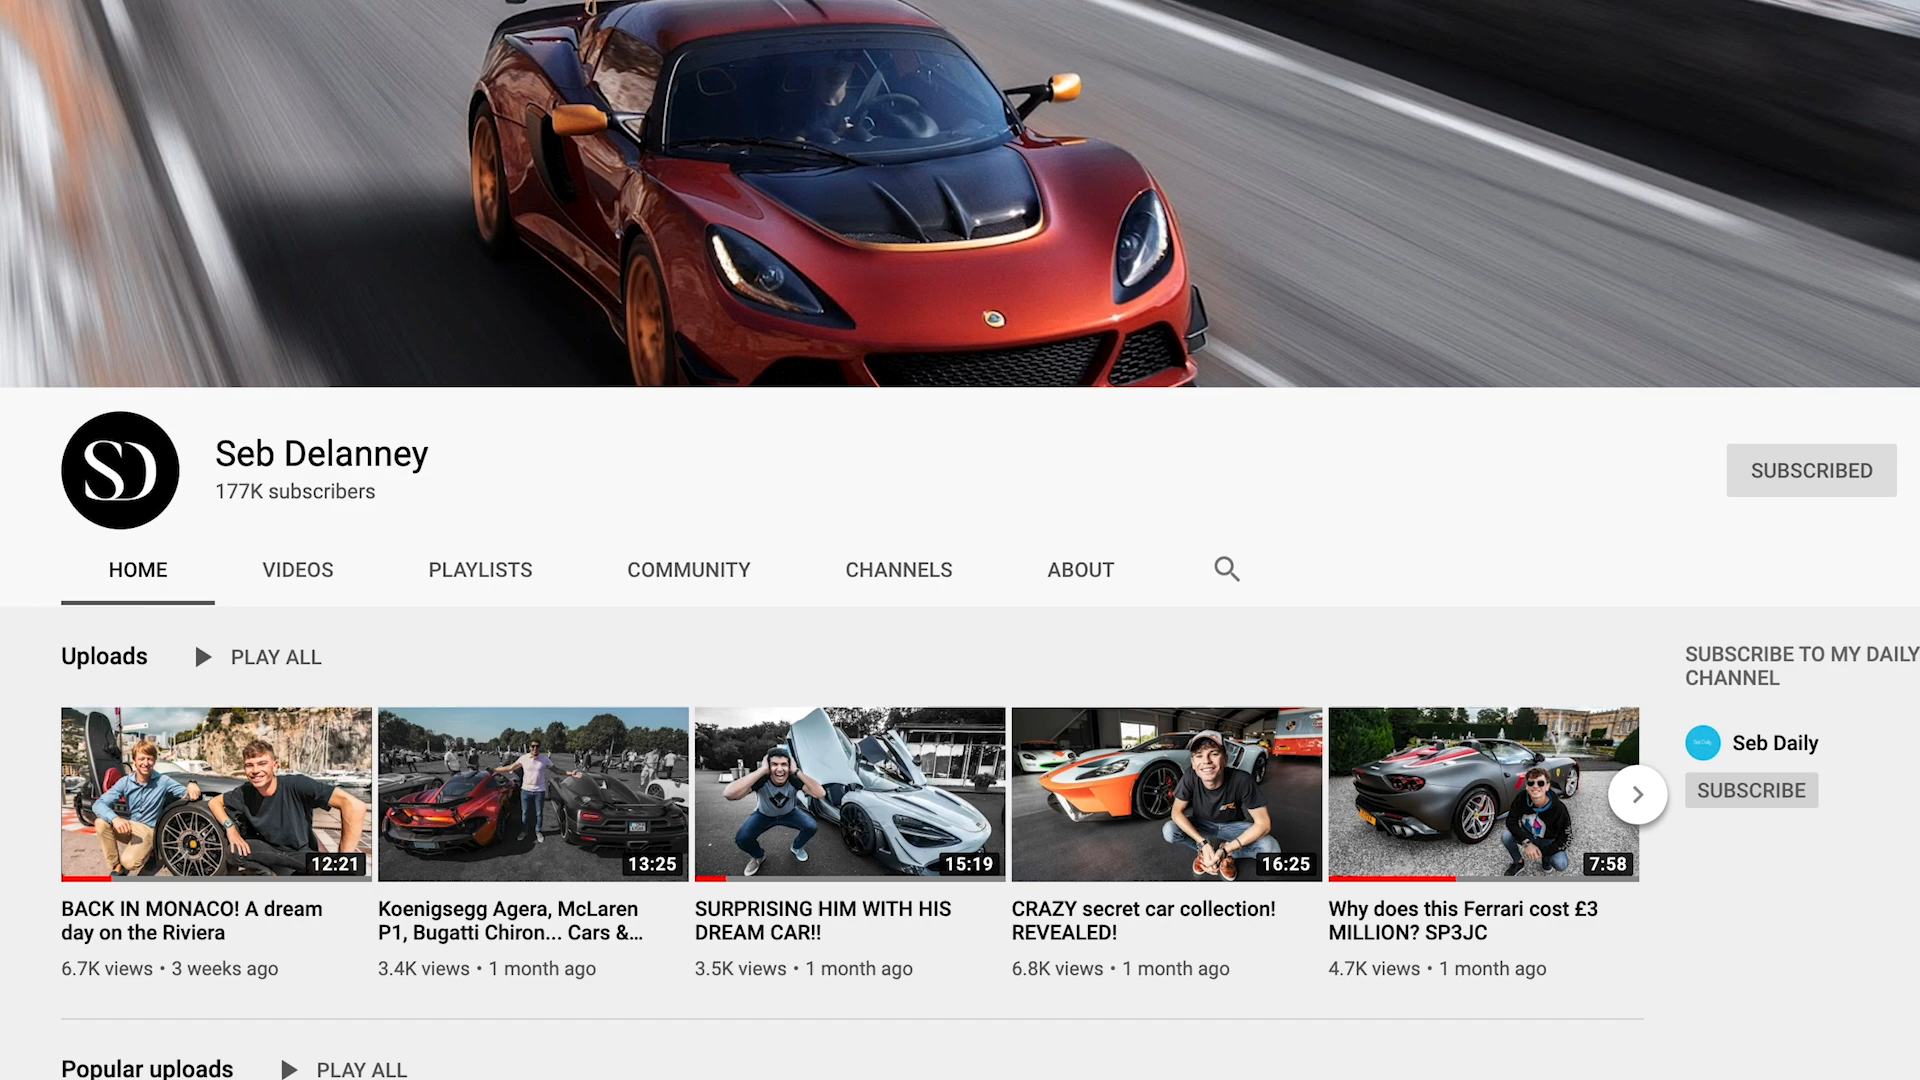 SD
Seb Delanney
177K subscribers
SUBSCRIBED
HOME VIDEOS PLAYLISTS COMMUNITY CHANNELS ABOUT
Uploads PLAY ALL
12:21
13:25
15:19
16:25
7:58
BACK IN MONACO! A dream
day on the Riviera
6.7K views • 3 weeks ago
Koenigsegg Agera, McLaren
P1, Bugatti Chiron... Cars &...
3.4K views • 1 month ago
SURPRISING HIM WITH HIS
DREAM CAR!!
3.5K views • 1 month ago
CRAZY secret car collection!
REVEALED!
6.8K views • 1 month ago
Why does this Ferrari cost £3
MILLION? SP3JC
4.7K views • 1 month ago
SUBSCRIBE TO MY DAILY
CHANNEL
Seb Daily
SUBSCRIBE
Popular uploads PLAY ALL